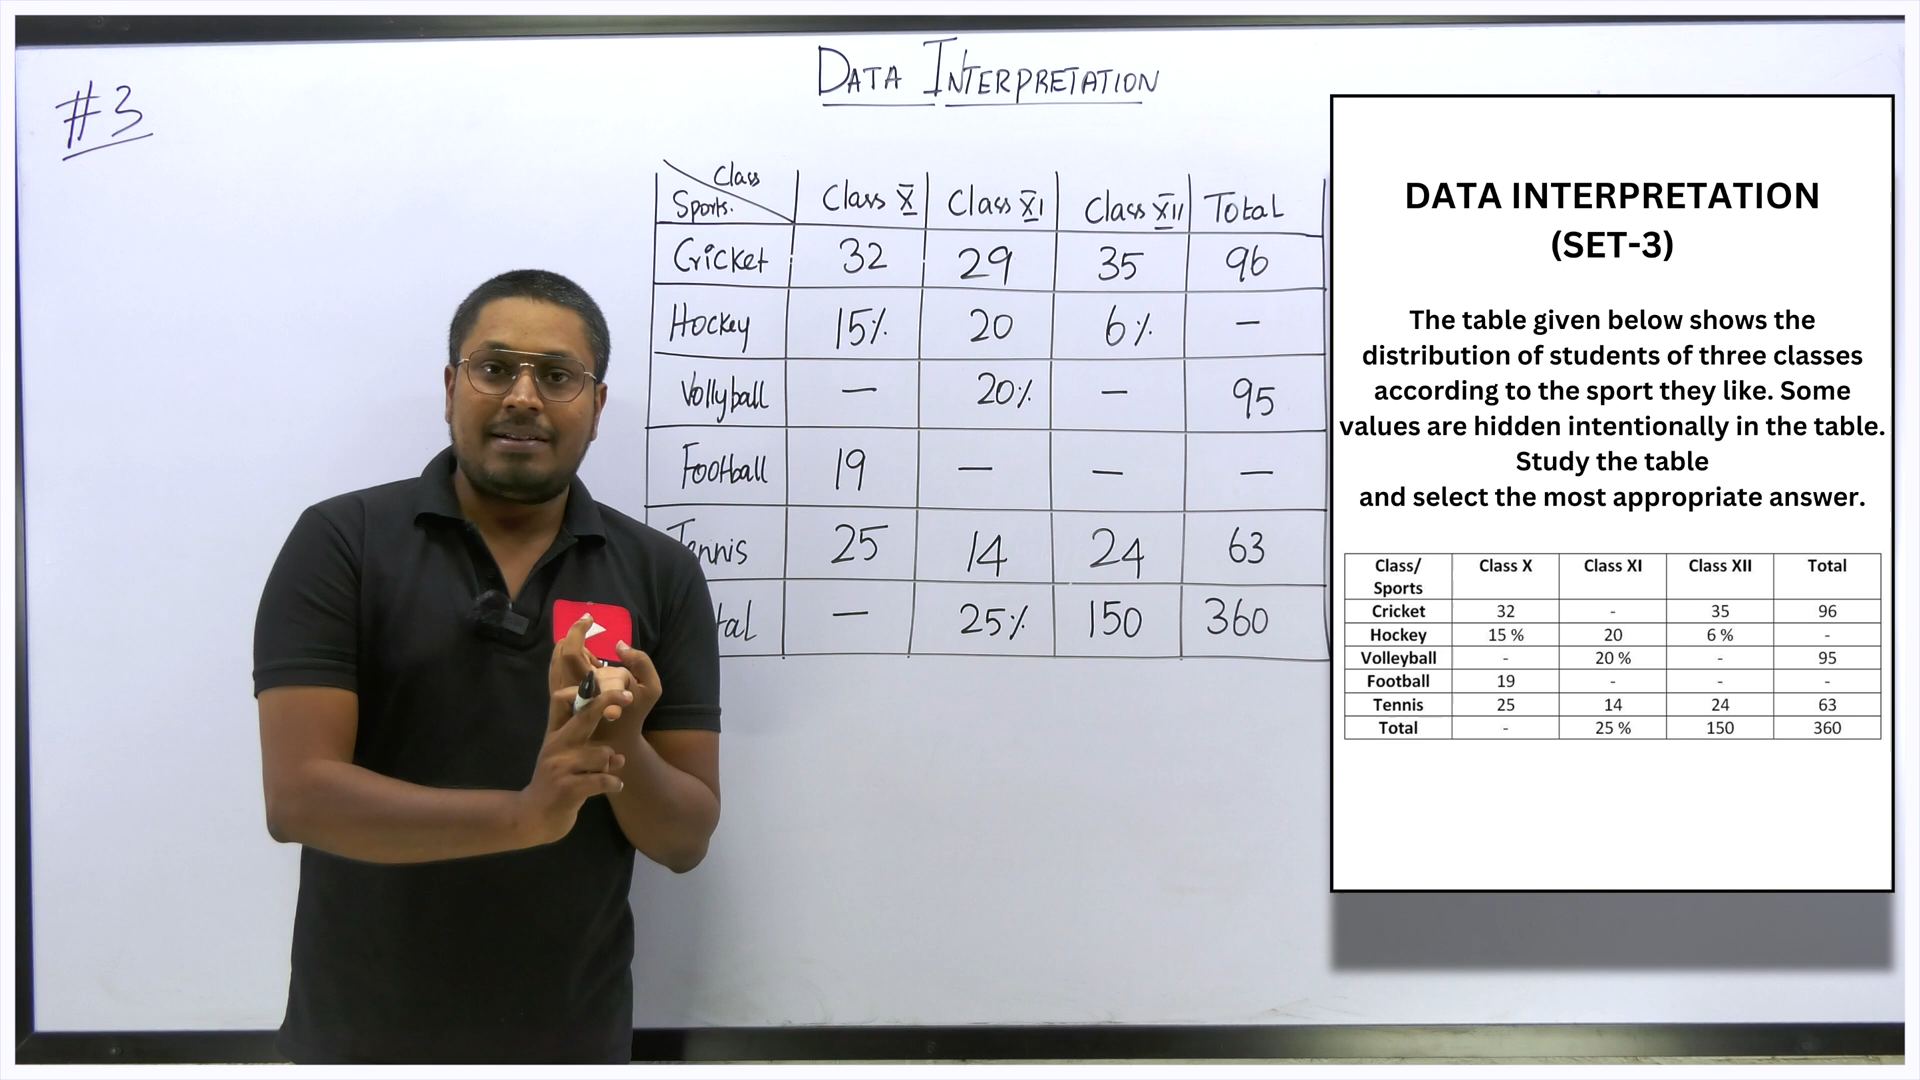 #3
DATA INTERPRETATION
Class
Sports.
Class X
Class XI
Class XII
Total
Cricket 32 29 35 96
Hockey 15% 20 6% —
Vollyball — 20% — 95
Football 19 — — —
Tennis 25 14 24 63
tal — 25% 150 360
DATA INTERPRETATION
(SET-3)
The table given below shows the
distribution of students of three classes
according to the sport they like. Some
values are hidden intentionally in the table.
Study the table
and select the most appropriate answer.
Class/
Sports
Class X
Class XI
Class XII
Total
Cricket 32 - 35 96
Hockey 15 % 20 6 % -
Volleyball - 20 % - 95
Football 19 - - -
Tennis 25 14 24 63
Total - 25 % 150 360